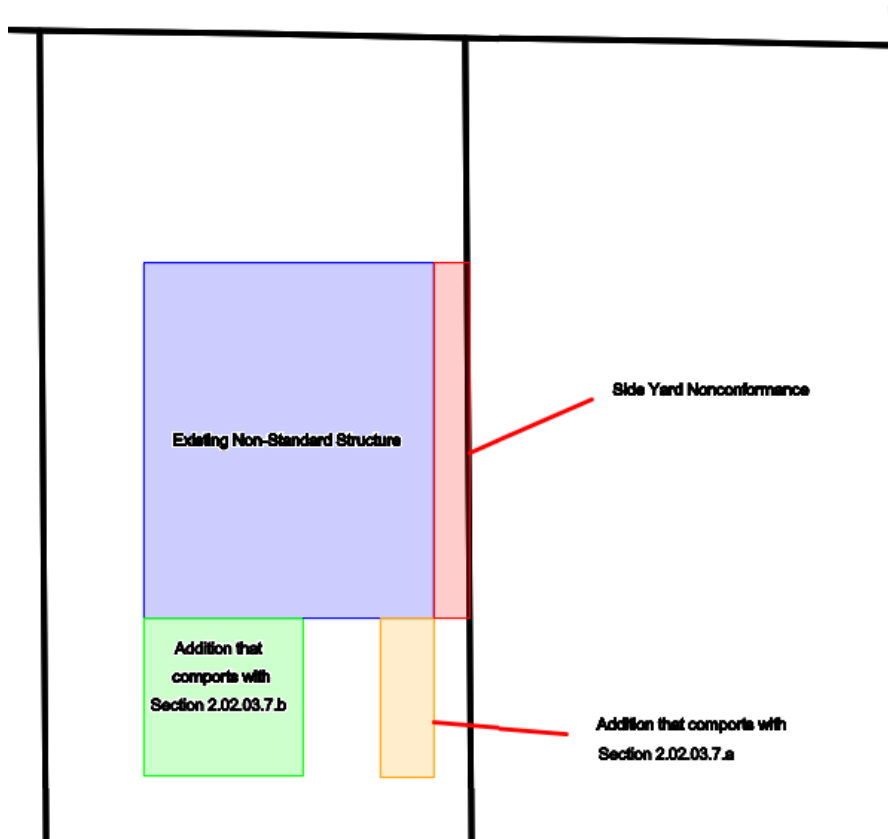 Side Yard Nonconformance
Existing Non-Standard Structure
Addition that
comports with
Section 2.02.03.7.b
Addition that comports with
Section 2.02.03.7.a